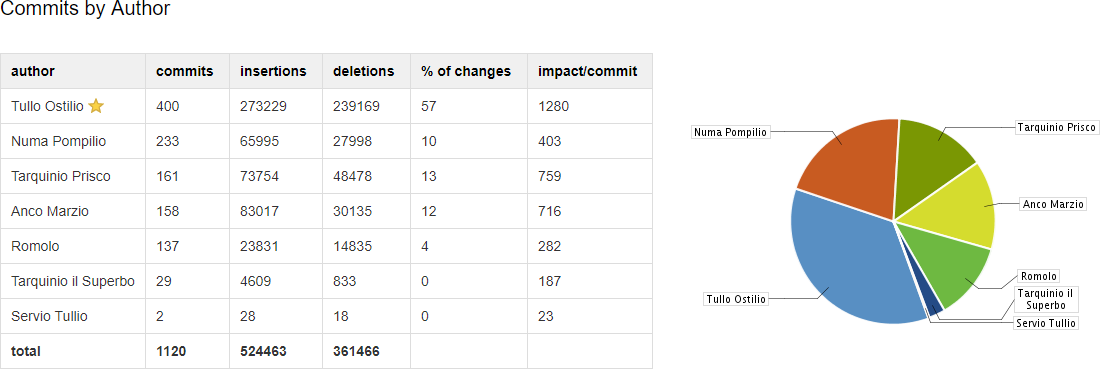 Commits by Author
author commits insertions deletions % of changes impact/commit
Tullo Ostilio 400 273229 239169 57 1280
Numa Pompilio 233 65995 27998 10 403
Tarquinio Prisco 161 73754 48478 13 759
Anco Marzio 158 83017 30135 12 716
Romolo 137 23831 14835 4 282
Tarquinio il Superbo 29 4609 833 0 187
Servio Tullio 2 28 18 0 23
total 1120 524463 361466
Numa Pompilio
Tarquinio Prisco
Anco Marzio
Romolo
Tarquinio il
Superbo
Tullo Ostilio
Servio Tullio